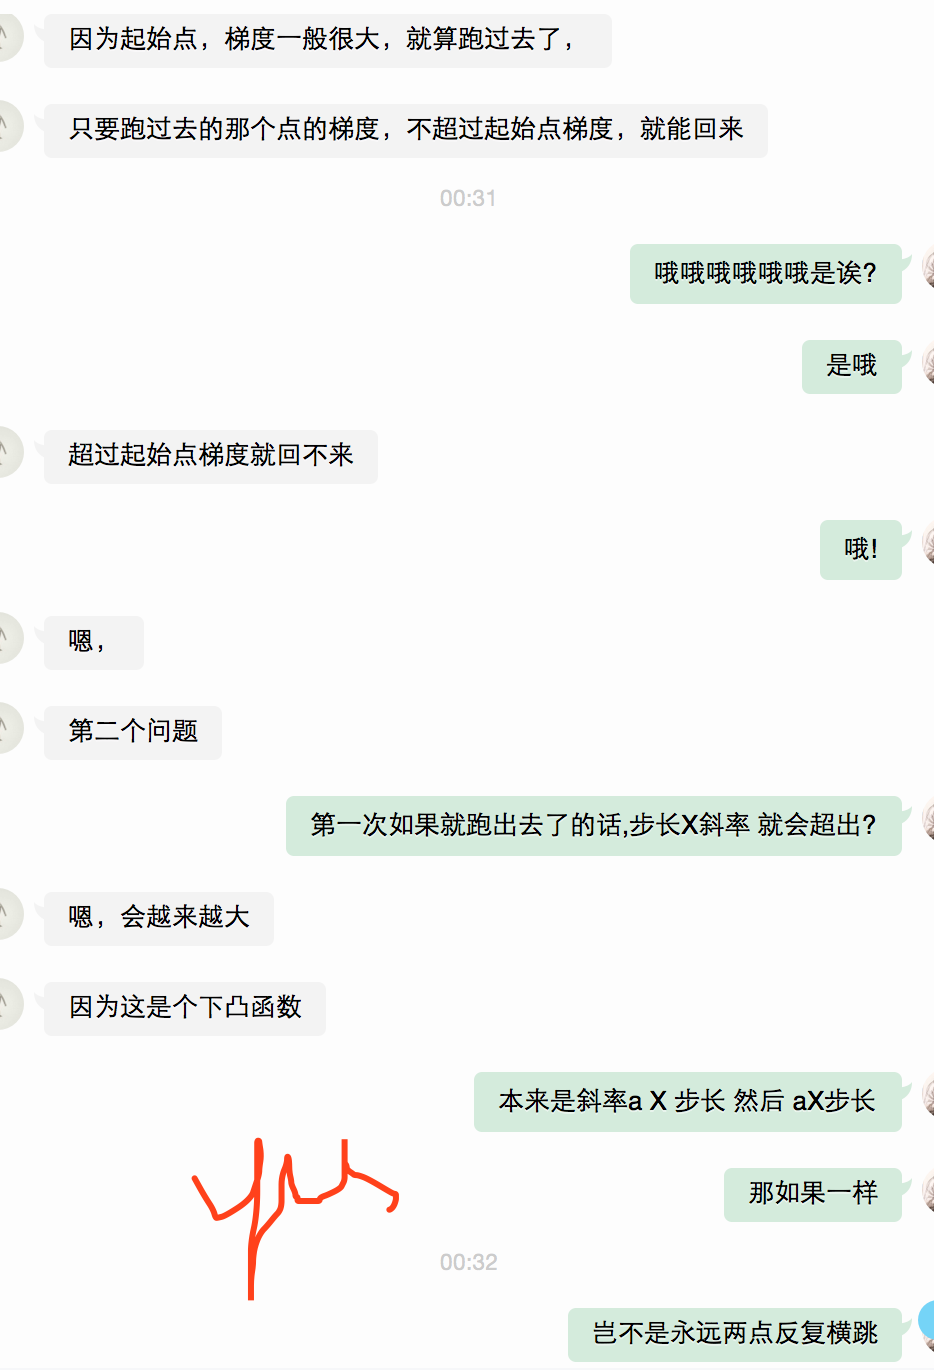 因为起始点，梯度一般很大，就算跑过去了，
只要跑过去的那个点的梯度，不超过起始点梯度，就能回来
00:31
哦哦哦哦哦哦是诶?
是哦
超过起始点梯度就回不来
哦!
嗯，
第二个问题
第一次如果就跑出去了的话,步长X斜率 就会超出?
嗯，会越来越大
因为这是个下凸函数
本来是斜率a X 步长 然后 aX步长
那如果一样
00:32
岂不是永远两点反复横跳